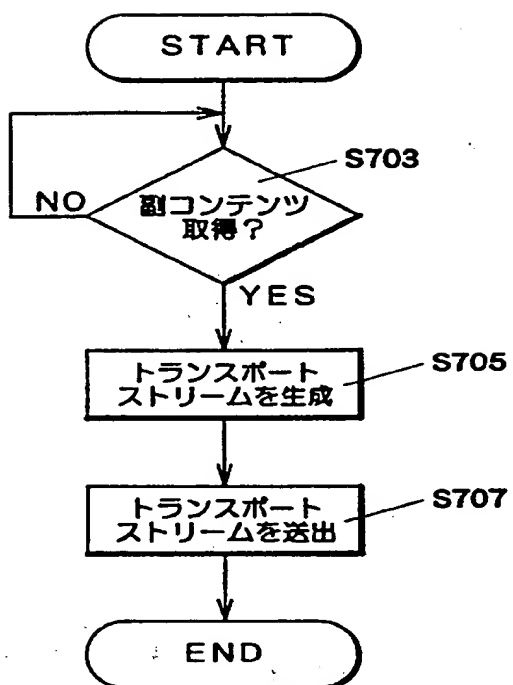 START
S703
副コンテンツ
取得？
NO
YES
トランスポート
ストリームを生成
S705
トランスポート
ストリームを送出
S707
END